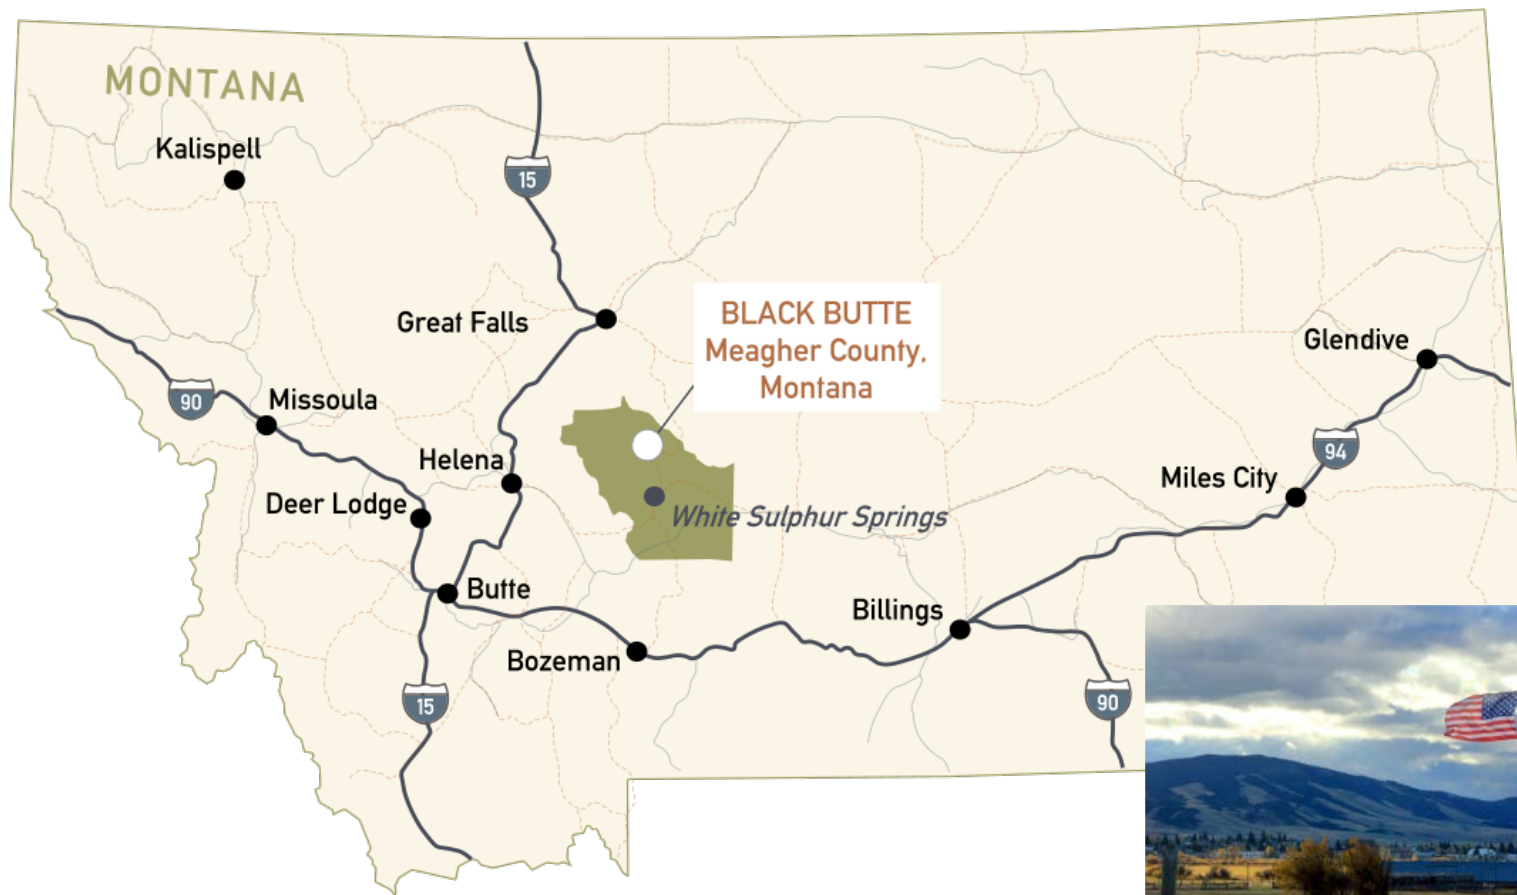 MONTANA
Kalispell
15
Great Falls
BLACK BUTTE
Meagher County,
Montana
Glendive
90
Missoula
Helena
94
Miles City
Deer Lodge
White Sulphur Springs
Butte
Billings
Bozeman
15
90